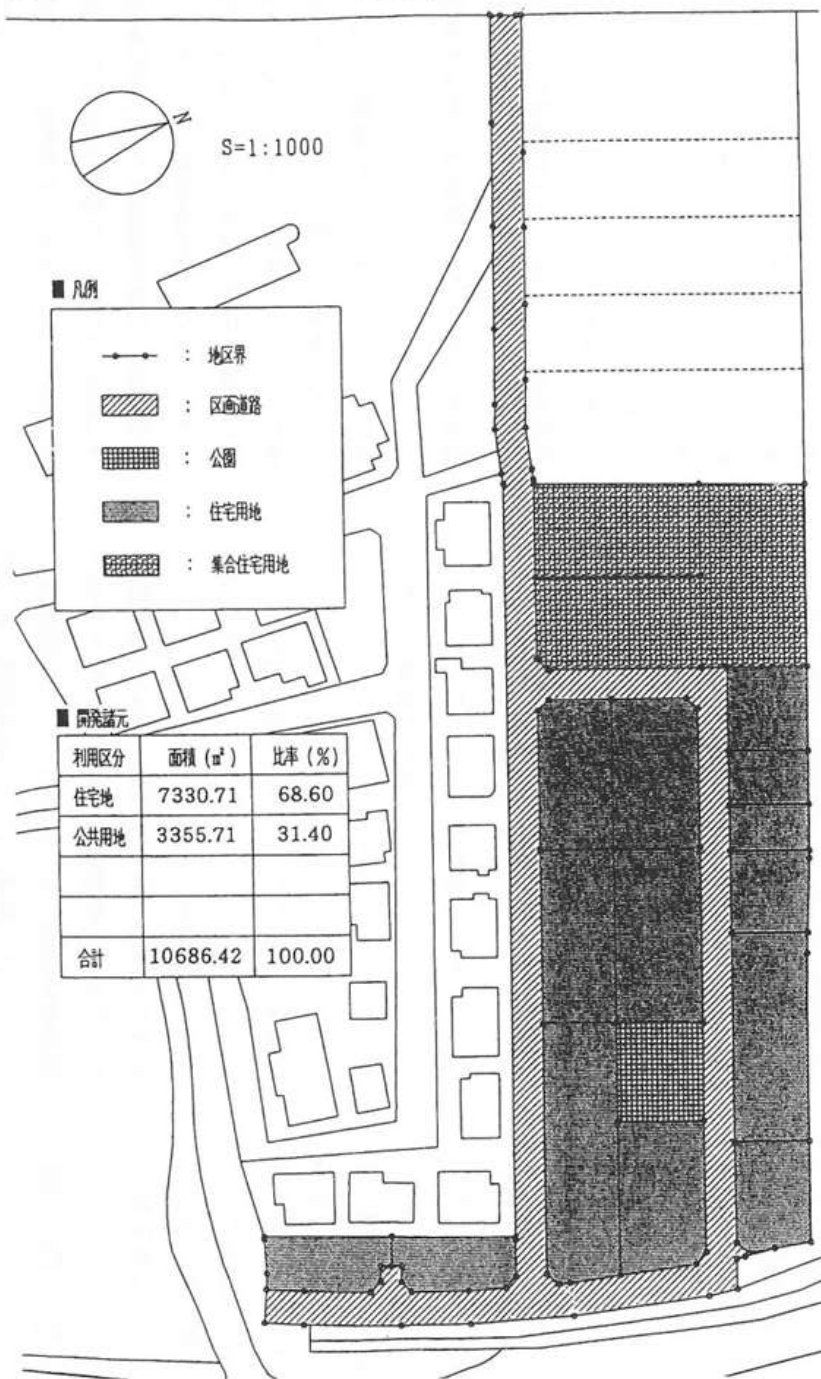 N
S=1:1000
■ 凡例
: 地区界
: 区画道路
: 公園
: 住宅用地
: 集合住宅用地
■ 開発諸元
利用区分 面積 (㎡) 比率 (%)
住宅地 7330.71 68.60
公共用地 3355.71 31.40
合計 10686.42 100.00